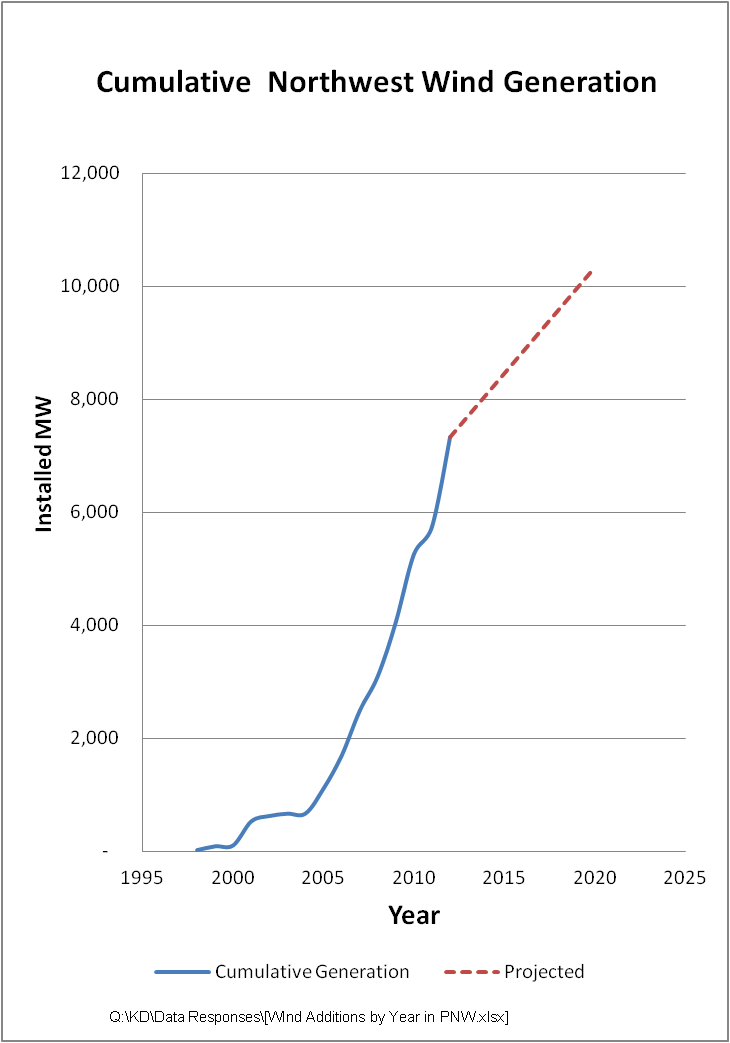 Cumulative  Northwest Wind Generation
12,000
10,000
8,000
6,000
4,000
2,000
-
Installed MW
1995 2000 2005 2010 2015 2020 2025
Year
Cumulative Generation Projected
Q:\KD\Data Responses\[WInd Additions by Year in PNW.xlsx]